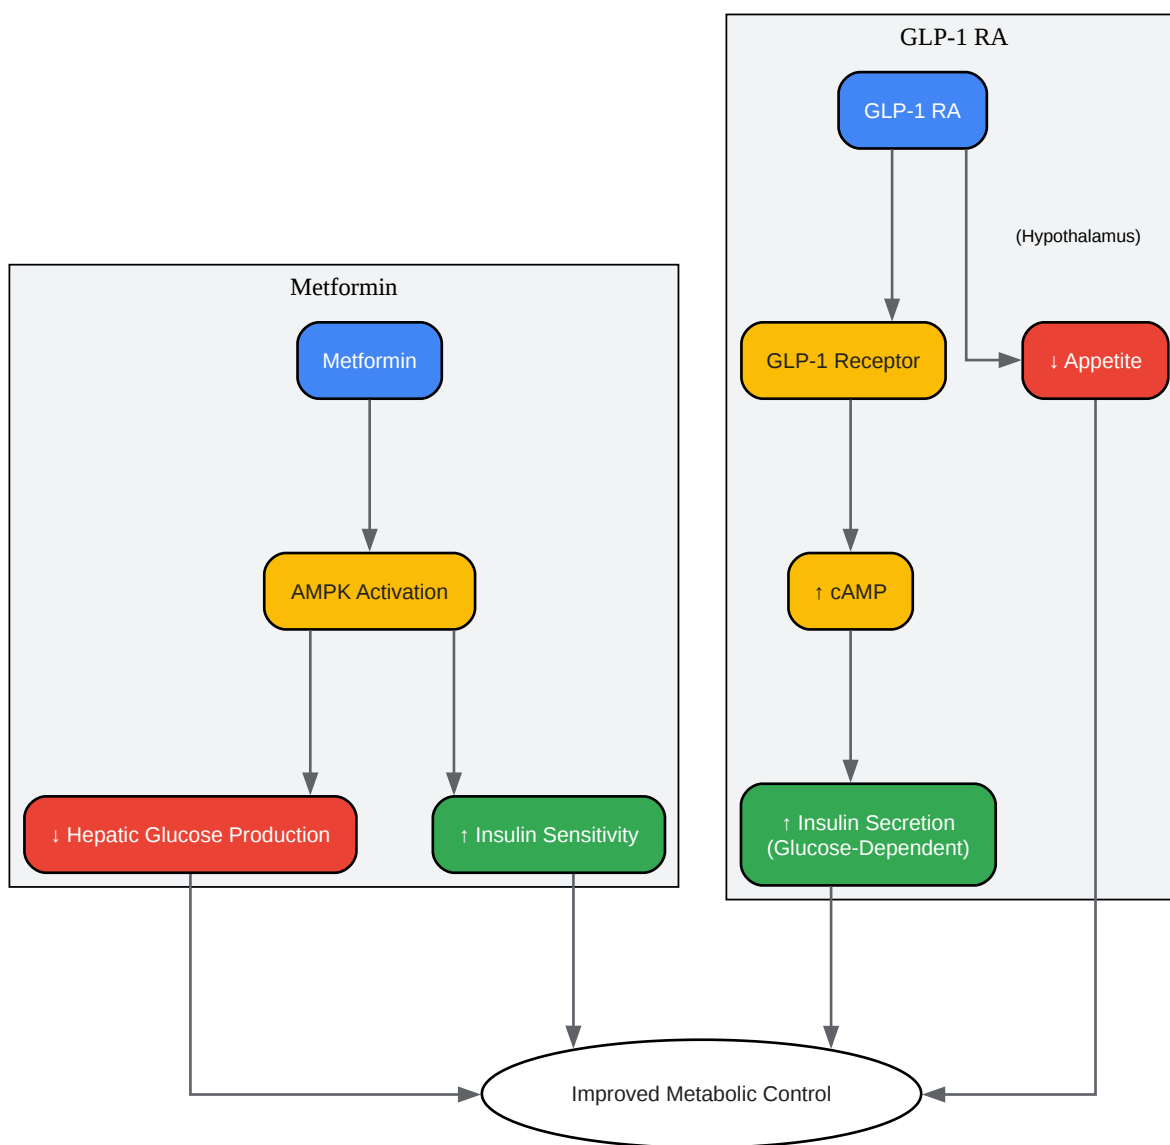 GLP-1 RA
GLP-1 RA
(Hypothalamus)
Metformin
Metformin
GLP-1 Receptor
↓ Appetite
AMPK Activation
↑ cAMP
↓ Hepatic Glucose Production
↑ Insulin Sensitivity
↑ Insulin Secretion
(Glucose-Dependent)
Improved Metabolic Control